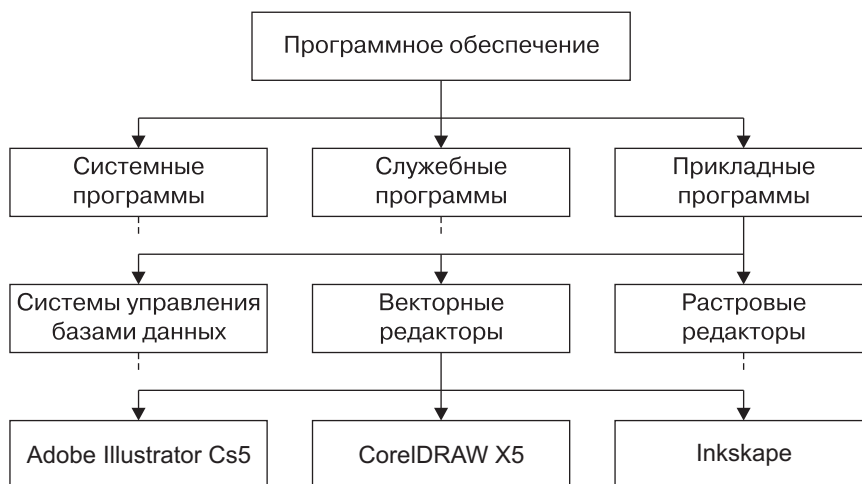 Программное обеспечение
Системные
программы
Служебные
программы
Прикладные
программы
Системы управления
базами данных
Векторные
редакторы
Растровые
редакторы
Adobe Illustrator Cs5
CorelDRAW X5
Inkskape